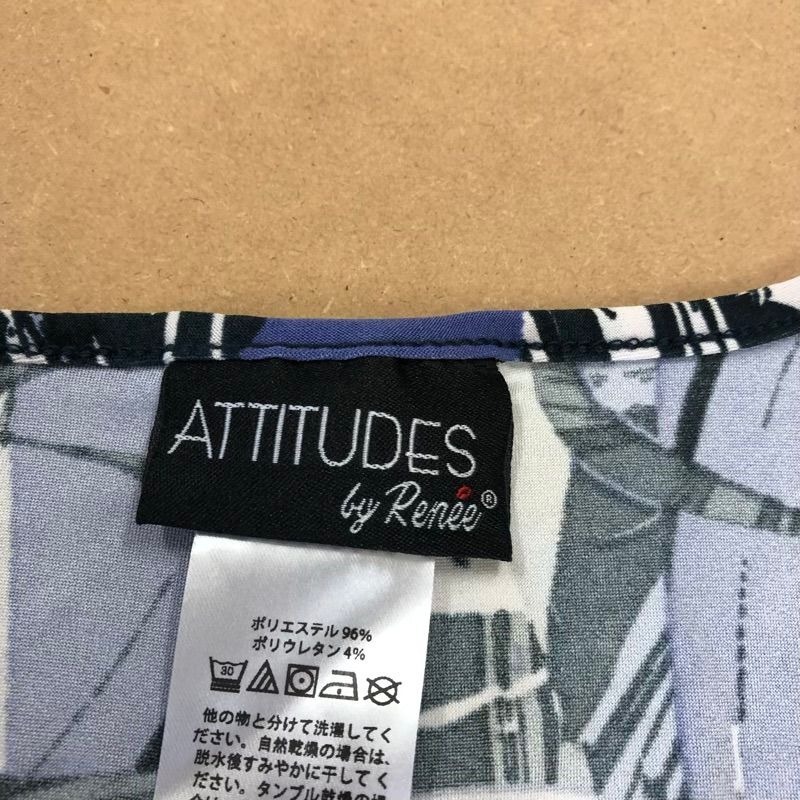 ATTITUDES
by Renée®
ポリエステル 96%
ポリウレタン 4%
30
他の物と分けて洗濯してく
ださい。自然乾燥の場合は、
脱水後すみやかに干してく
ださい。タンブル乾燥の場